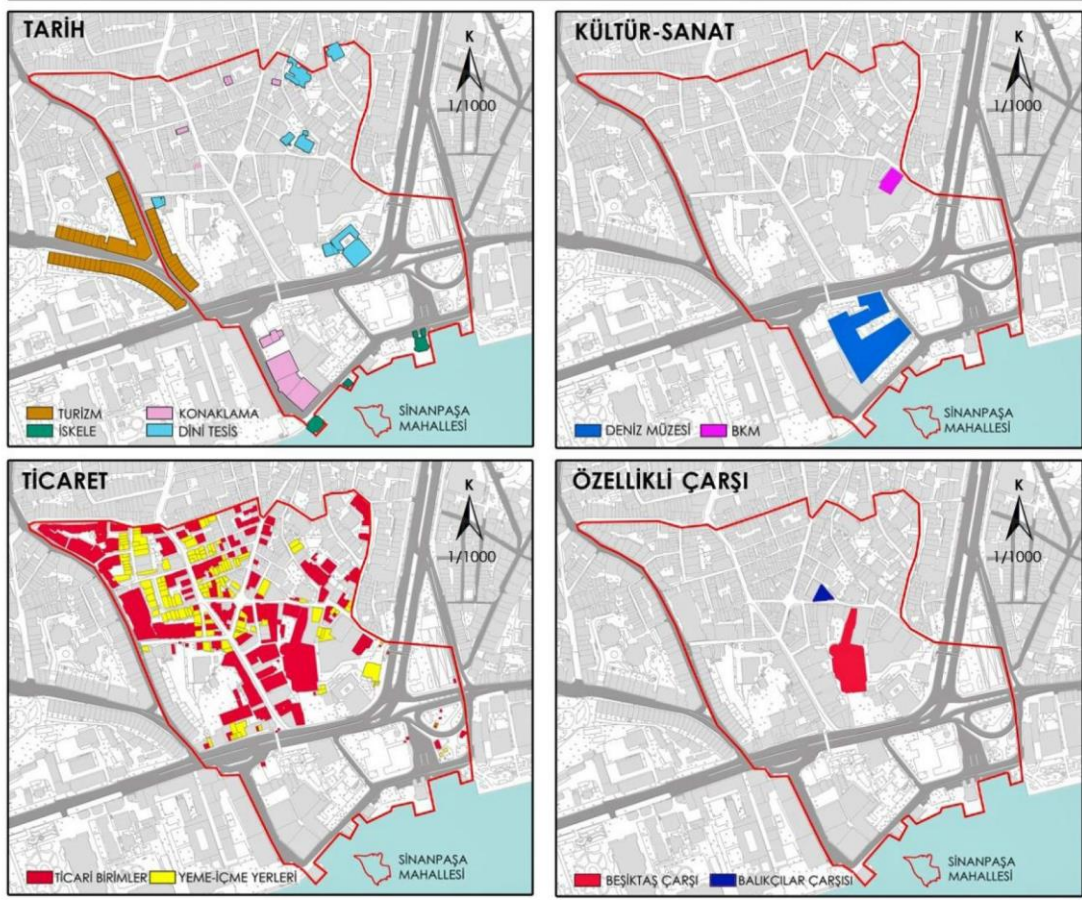 TARİH
K
1/1000
TURİZM
KONAKLAMA
İSKELE
DİNİ TESİS
SİNANPAŞA
MAHALLESİ
KÜLTÜR-SANAT
K
1/1000
DENİZ MÜZESİ
BKM
SİNANPAŞA
MAHALLESİ
TİCARET
K
1/1000
TİCARİ BİRİMLER
YEME-İÇME YERLERİ
SİNANPAŞA
MAHALLESİ
ÖZELLİKLİ ÇARŞI
K
1/1000
BEŞİKTAŞ ÇARŞI
BALIKÇILAR ÇARŞISI
SİNANPAŞA
MAHALLESİ